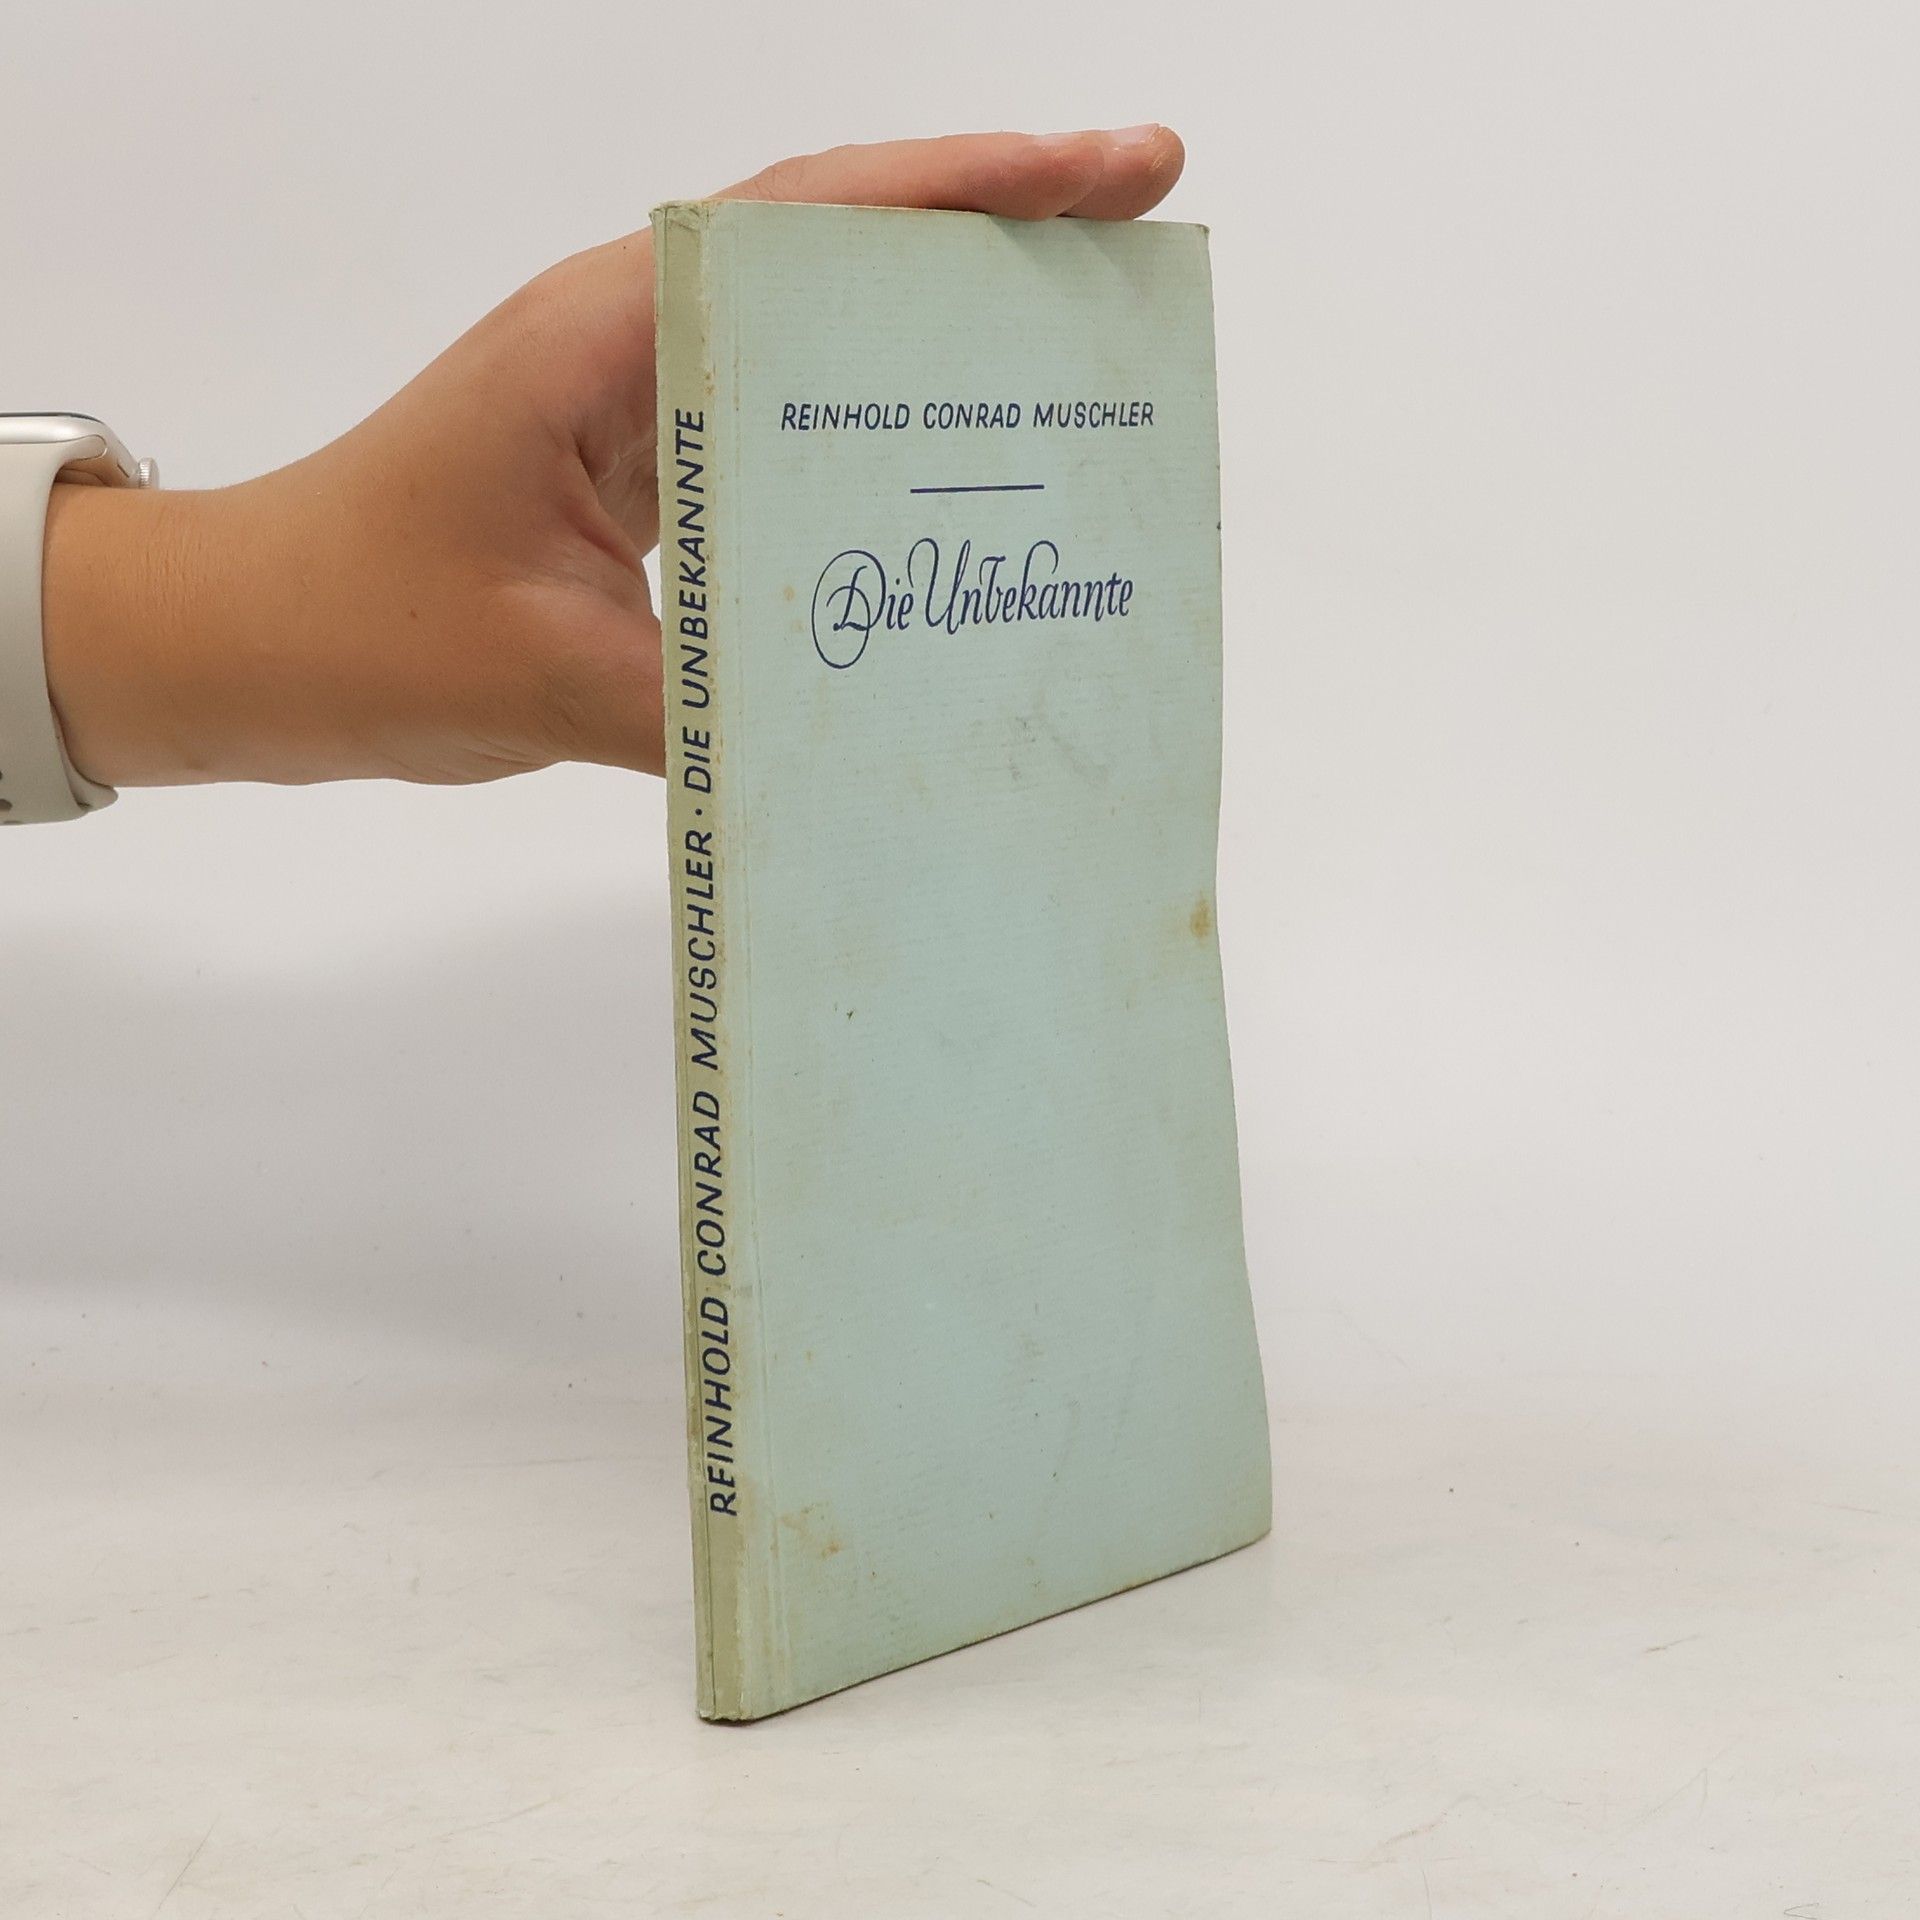 REINHOLD CONRAD MUSCHLER
Die Unbekannte
REINHOLD CONRAD MUSCHLER · DIE UNBEKANNTE